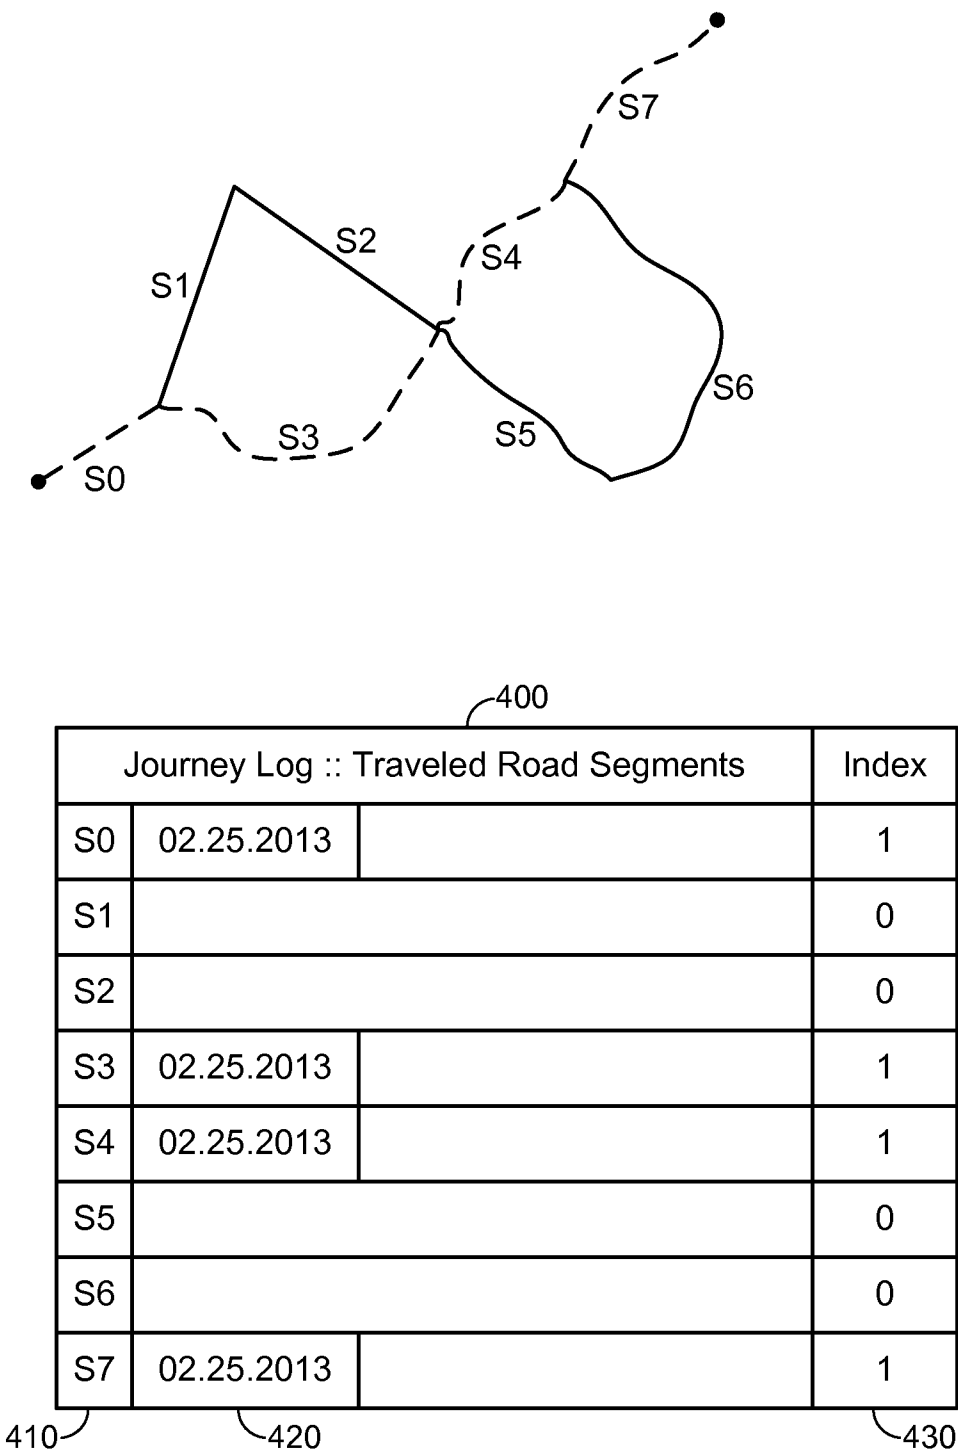 S7
S2
S4
S1
S6
S3
S5
S0
400
Journey Log :: Traveled Road Segments Index
S0 02.25.2013 1
S1 0
S2 0
S3 02.25.2013 1
S4 02.25.2013 1
S5 0
S6 0
S7 02.25.2013 1
410 420 430